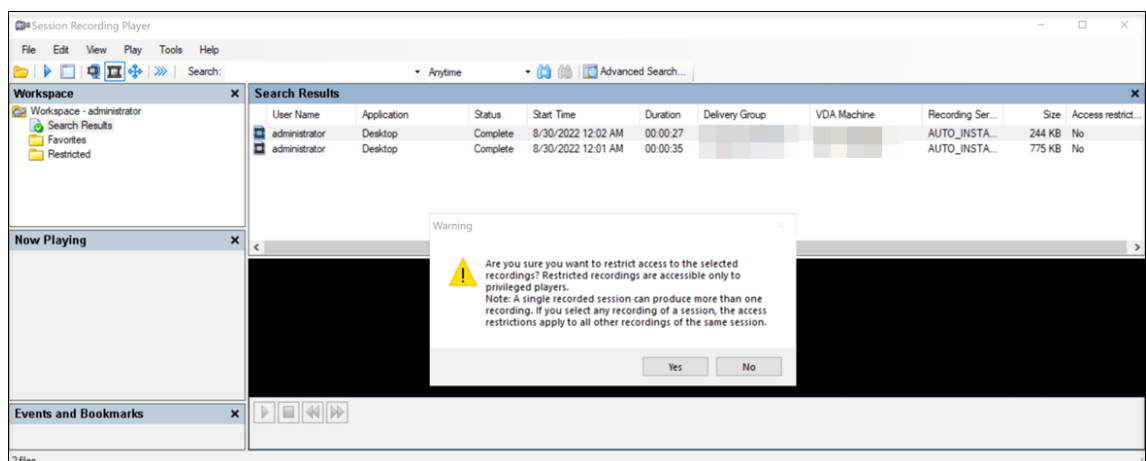 Session Recording Player
File Edit View Play Tools Help
Search: Anytime Advanced Search...
Workspace
Workspace - administrator
Search Results
Favorites
Restricted
Search Results
User Name Application Status Start Time Duration Delivery Group VDA Machine Recording Ser... Size Access restrict...
administrator Desktop Complete 8/30/2022 12:02 AM 00:00:27 AUTO_INSTA... 244 KB No
administrator Desktop Complete 8/30/2022 12:01 AM 00:00:35 AUTO_INSTA... 775 KB No
Now Playing
Warning
Are you sure you want to restrict access to the selected
recordings? Restricted recordings are accessible only to
privileged players.
Note: A single recorded session can produce more than one
recording. If you select any recording of a session, the access
restrictions apply to all other recordings of the same session.
Yes No
Events and Bookmarks
2 files